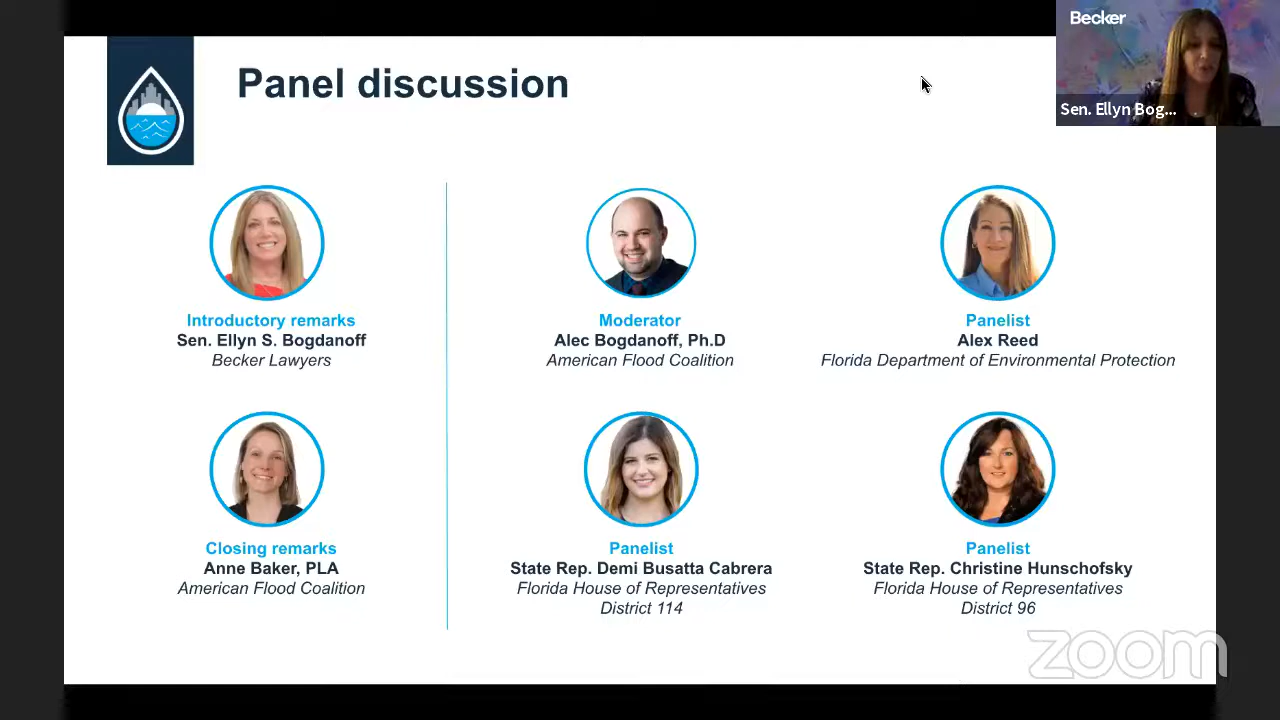 Becker
Sen. Ellyn Bog...
Panel discussion
Introductory remarks
Sen. Ellyn S. Bogdanoff
Becker Lawyers
Moderator
Alec Bogdanoff, Ph.D
American Flood Coalition
Panelist
Alex Reed
Florida Department of Environmental Protection
Closing remarks
Anne Baker, PLA
American Flood Coalition
Panelist
State Rep. Demi Busatta Cabrera
Florida House of Representatives
District 114
Panelist
State Rep. Christine Hunschofsky
Florida House of Representatives
District 96
zoom